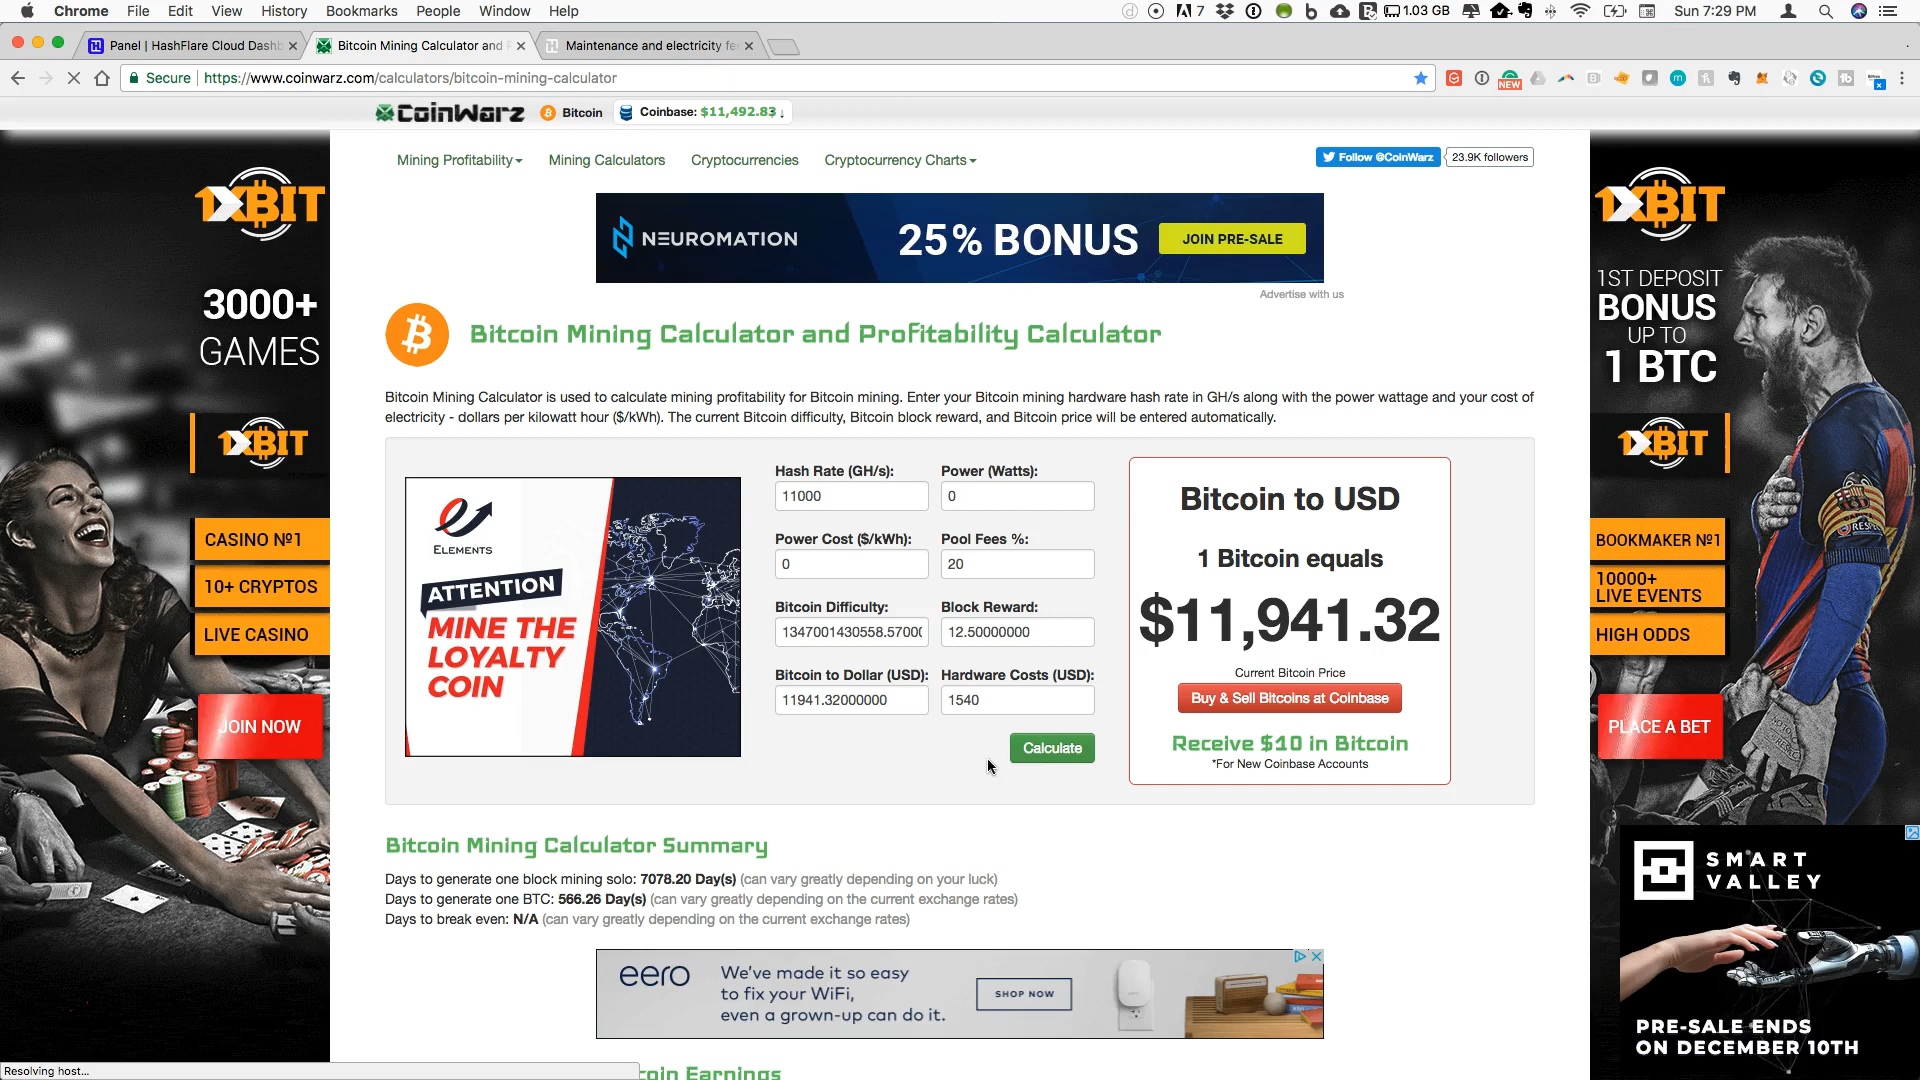 Chrome File Edit View History Bookmarks People Window Help
7 1.03 GB Sun 7:29 PM
Panel | HashFlare Cloud Dashb
Bitcoin Mining Calculator and P
Maintenance and electricity fe
Secure https://www.coinwarz.com/calculators/bitcoin-mining-calculator
NEW
CoinWarz Bitcoin Coinbase: $11,492.83 ↓
Mining Profitability Mining Calculators Cryptocurrencies Cryptocurrency Charts
Follow @CoinWarz 23.9K followers
NEUROMATION 25% BONUS JOIN PRE-SALE
Advertise with us
1XBIT
3000+
GAMES
1XBIT
CASINO №1
10+ CRYPTOS
LIVE CASINO
JOIN NOW
Bitcoin Mining Calculator and Profitability Calculator
Bitcoin Mining Calculator is used to calculate mining profitability for Bitcoin mining. Enter your Bitcoin mining hardware hash rate in GH/s along with the power wattage and your cost of
electricity - dollars per kilowatt hour ($/kWh). The current Bitcoin difficulty, Bitcoin block reward, and Bitcoin price will be entered automatically.
ELEMENTS
ATTENTION
MINE THE
LOYALTY
COIN
Hash Rate (GH/s): Power (Watts):
11000 0
Power Cost ($/kWh): Pool Fees %:
0 20
Bitcoin Difficulty: Block Reward:
1347001430558.5700( 12.50000000
Bitcoin to Dollar (USD): Hardware Costs (USD):
11941.32000000 1540
Calculate
Bitcoin to USD
1 Bitcoin equals
$11,941.32
Current Bitcoin Price
Buy & Sell Bitcoins at Coinbase
Receive $10 in Bitcoin
*For New Coinbase Accounts
1XBIT
1ST DEPOSIT
BONUS
UP TO
1 BTC
1XBIT
BOOKMAKER №1
10000+
LIVE EVENTS
HIGH ODDS
PLACE A BET
RESPE
Bitcoin Mining Calculator Summary
Days to generate one block mining solo: 7078.20 Day(s) (can vary greatly depending on your luck)
Days to generate one BTC: 566.26 Day(s) (can vary greatly depending on the current exchange rates)
Days to break even: N/A (can vary greatly depending on the current exchange rates)
eero
We've made it so easy
to fix your WiFi,
even a grown-up can do it.
SHOP NOW
SMART
VALLEY
PRE-SALE ENDS
ON DECEMBER 10TH
Resolving host...
coin Earnings